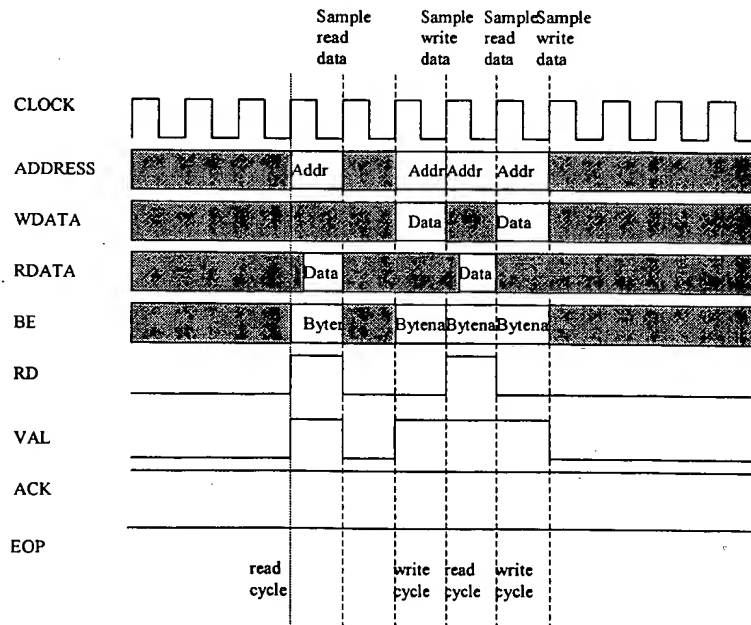 Sample read data
Sample write data
Sample read data
Sample write data
CLOCK
ADDRESS Addr Addr Addr Addr
WDATA Data Data
RDATA Data Data
BE Byter Bytena Bytena Bytena
RD
VAL
ACK
EOP
read cycle
write cycle
read cycle
write cycle